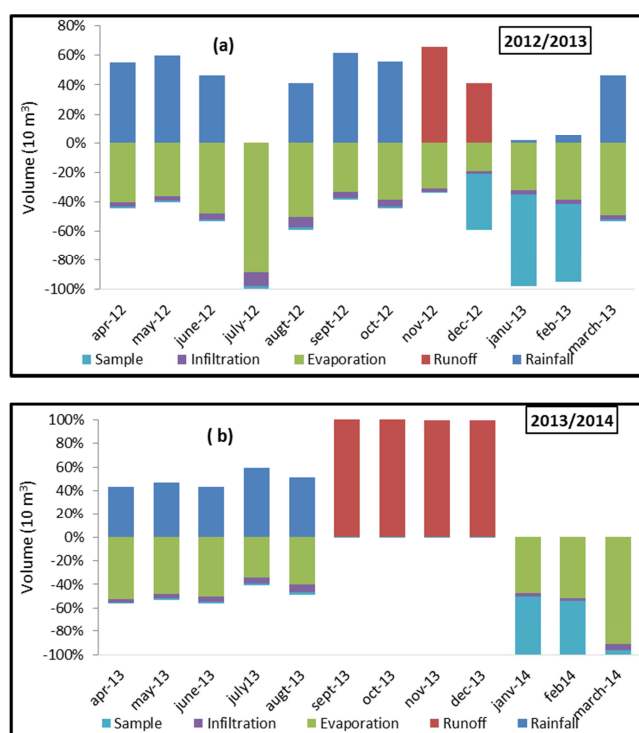 (a)
2012/2013
Volume (10 m³)
80%
60%
40%
20%
0%
-20%
-40%
-60%
-80%
-100%
apr-12
may-12
june-12
july-12
augt-12
sept-12
oct-12
nov-12
dec-12
janu-13
feb-13
march-13
Sample
Infiltration
Evaporation
Runoff
Rainfall
( b)
2013/2014
Volume (10 m³)
100%
80%
60%
40%
20%
0%
-20%
-40%
-60%
-80%
-100%
apr-13
may-13
june-13
july13
augt-13
sept-13
oct-13
nov-13
dec-13
janv-14
feb14
march-14
Sample
Infiltration
Evaporation
Runoff
Rainfall